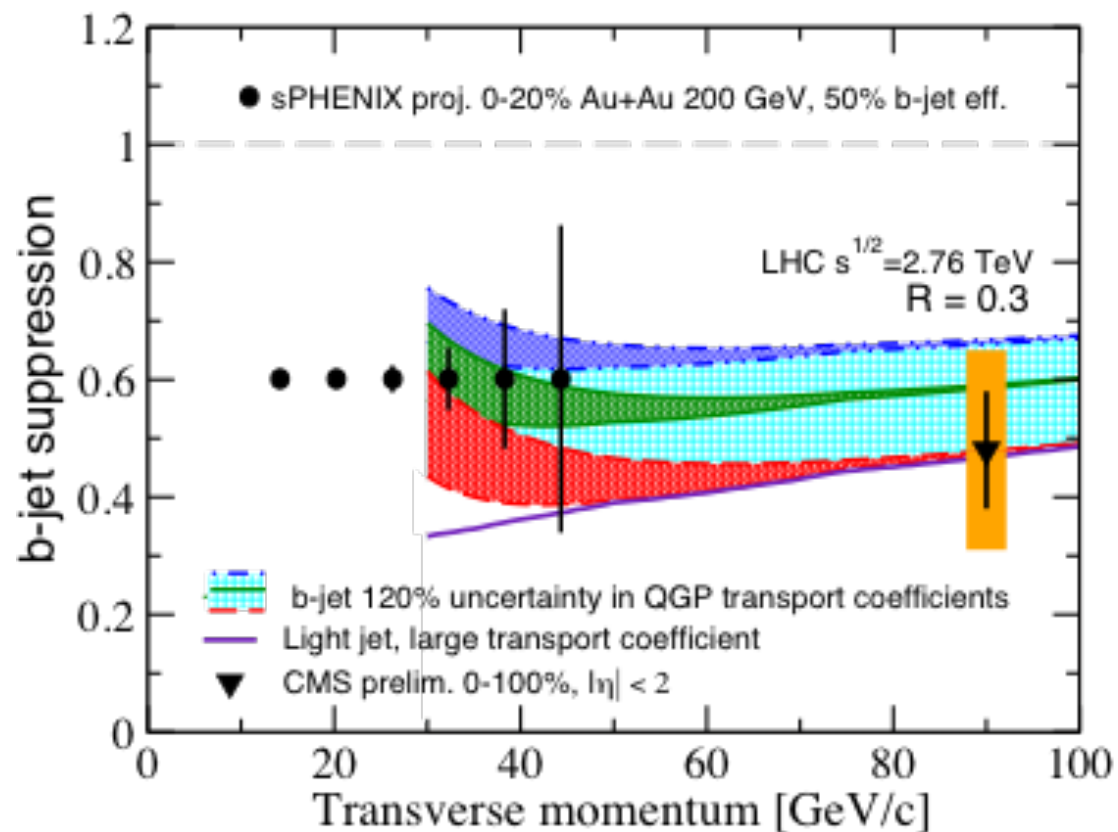 1.2
sPHENIX proj. 0-20% Au+Au 200 GeV, 50% b-jet eff.
1
0.8
LHC s^1/2=2.76 TeV
R = 0.3
0.6
0.4
b-jet 120% uncertainty in QGP transport coefficients
0.2
Light jet, large transport coefficient
CMS prelim. 0-100%, |η| < 2
0
0 20 40 60 80 100
Transverse momentum [GeV/c]
b-jet suppression